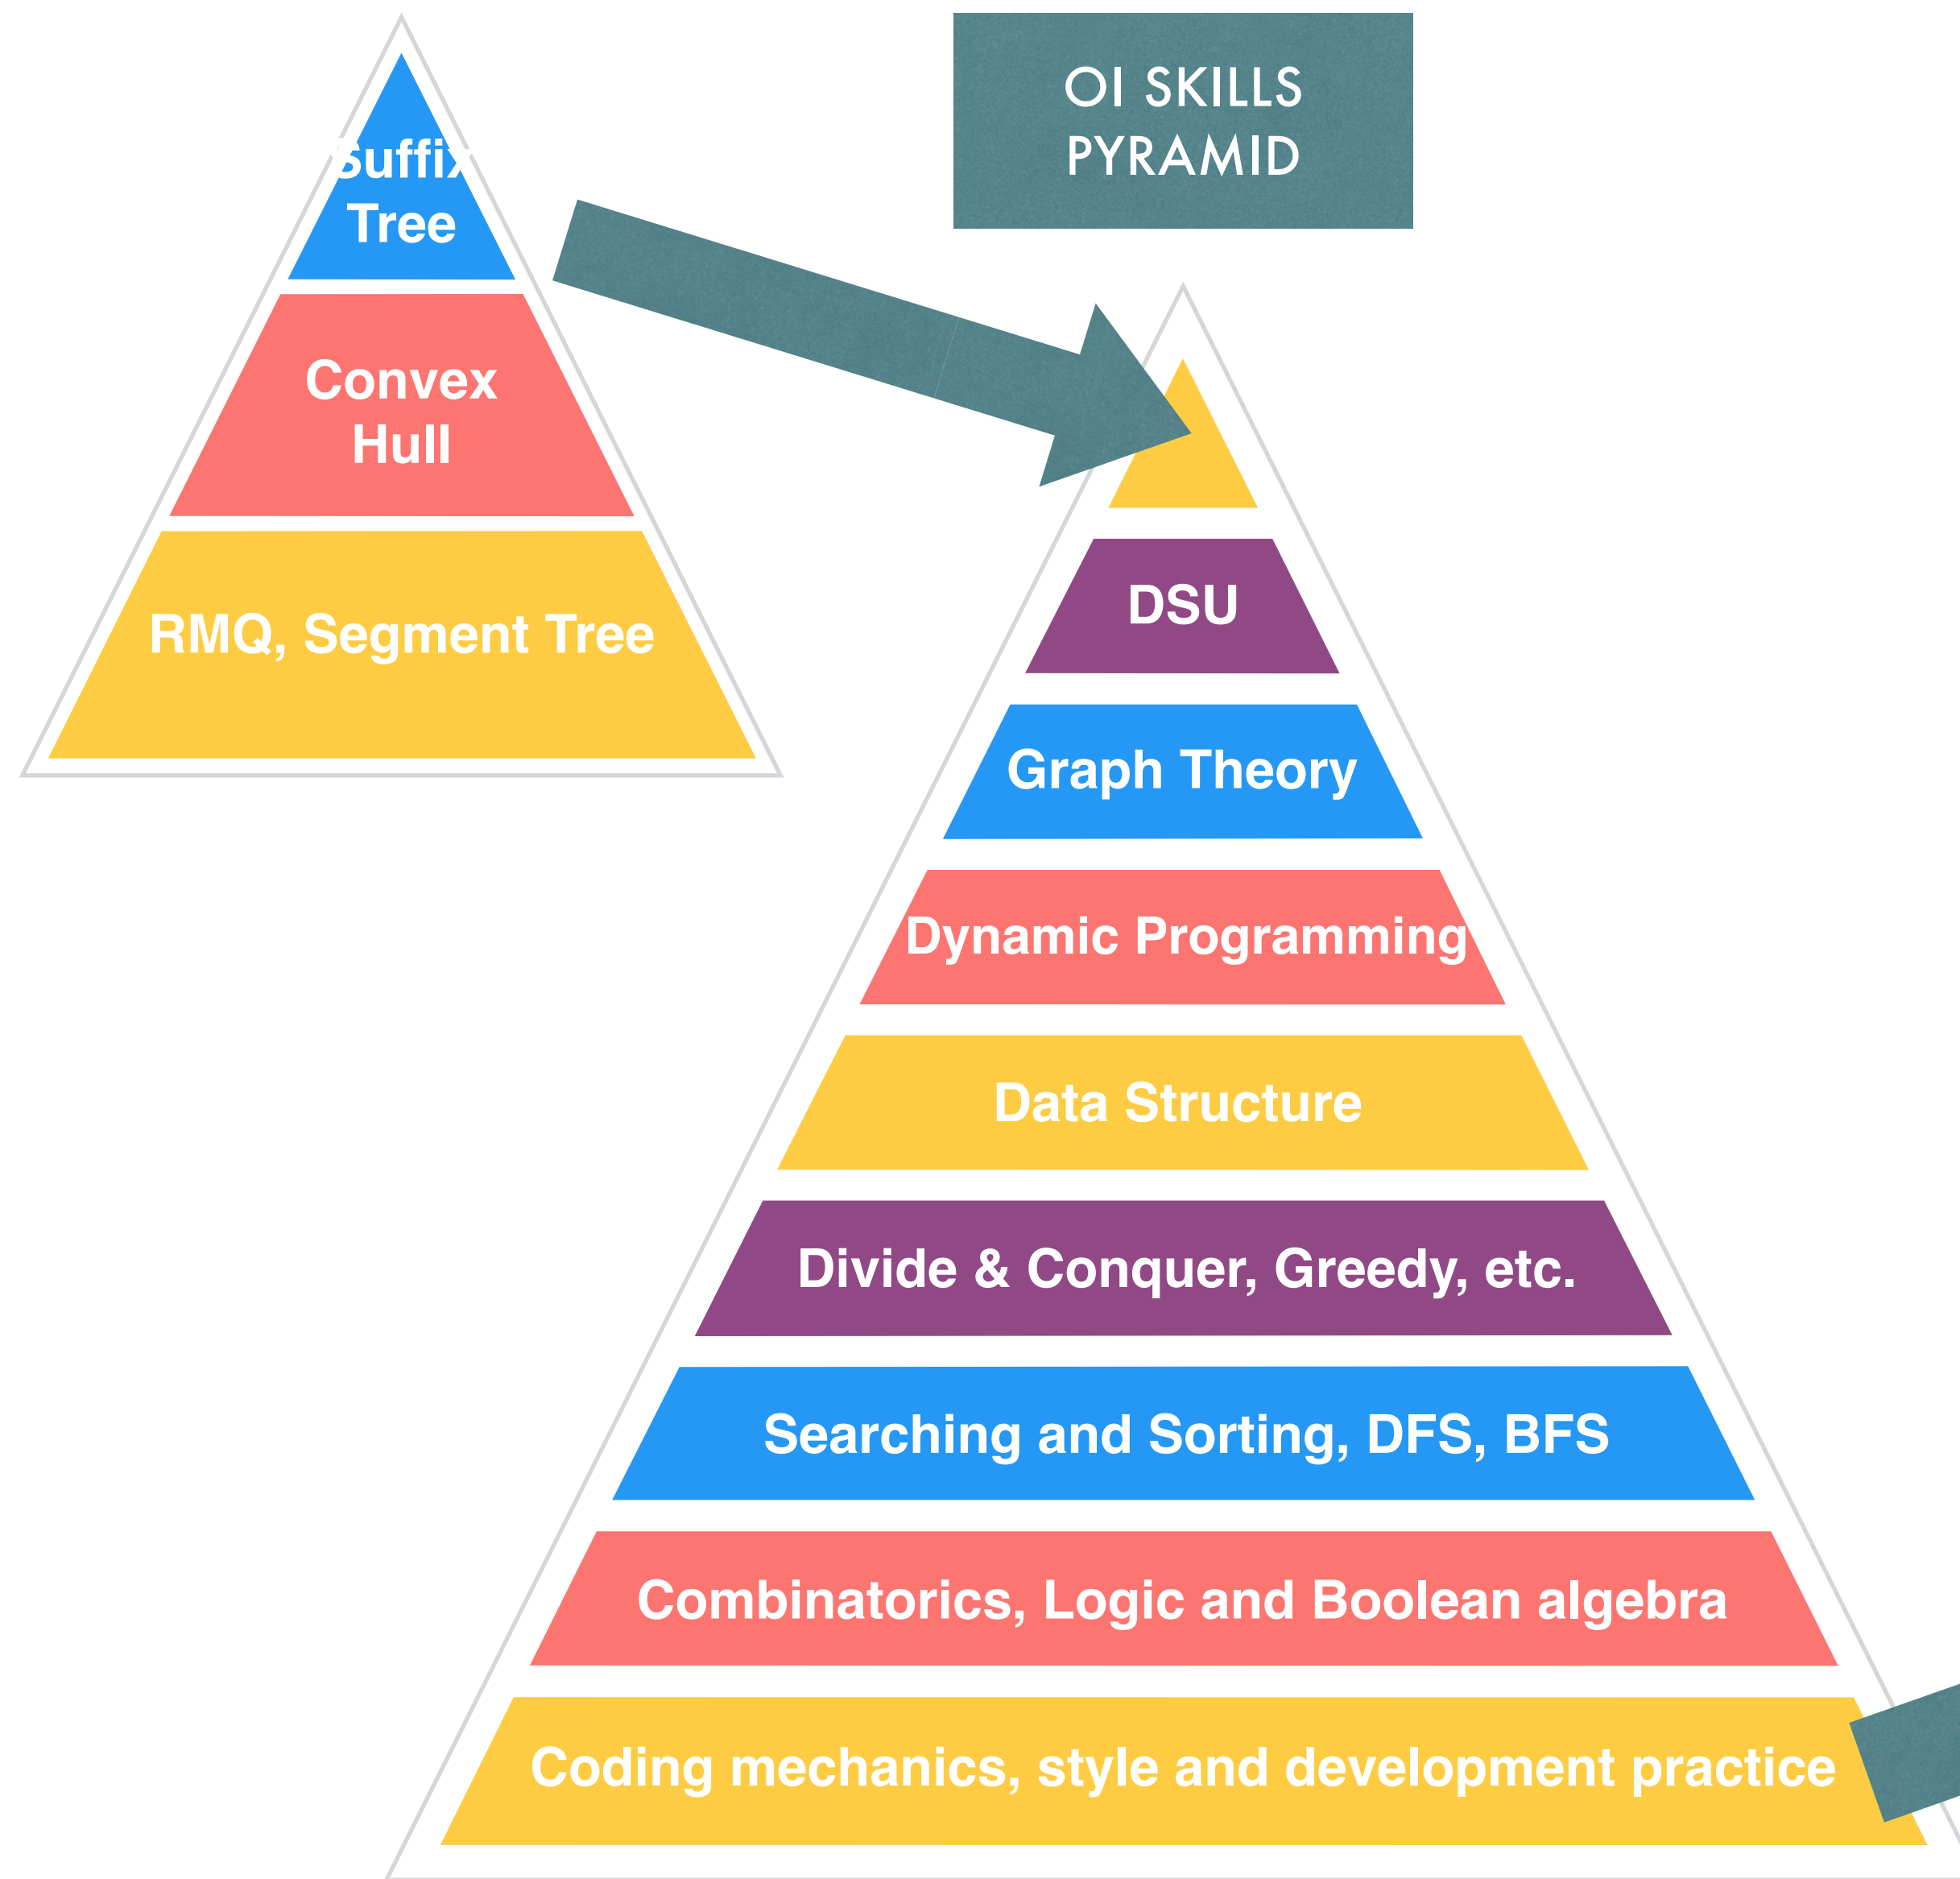 OI SKILLS
PYRAMID
Suffix
Tree
Convex
Hull
RMQ, Segment Tree
DSU
Graph Theory
Dynamic Programming
Data Structure
Divide & Conquer, Greedy, etc.
Searching and Sorting, DFS, BFS
Combinatorics, Logic and Boolean algebra
Coding mechanics, style and development practice